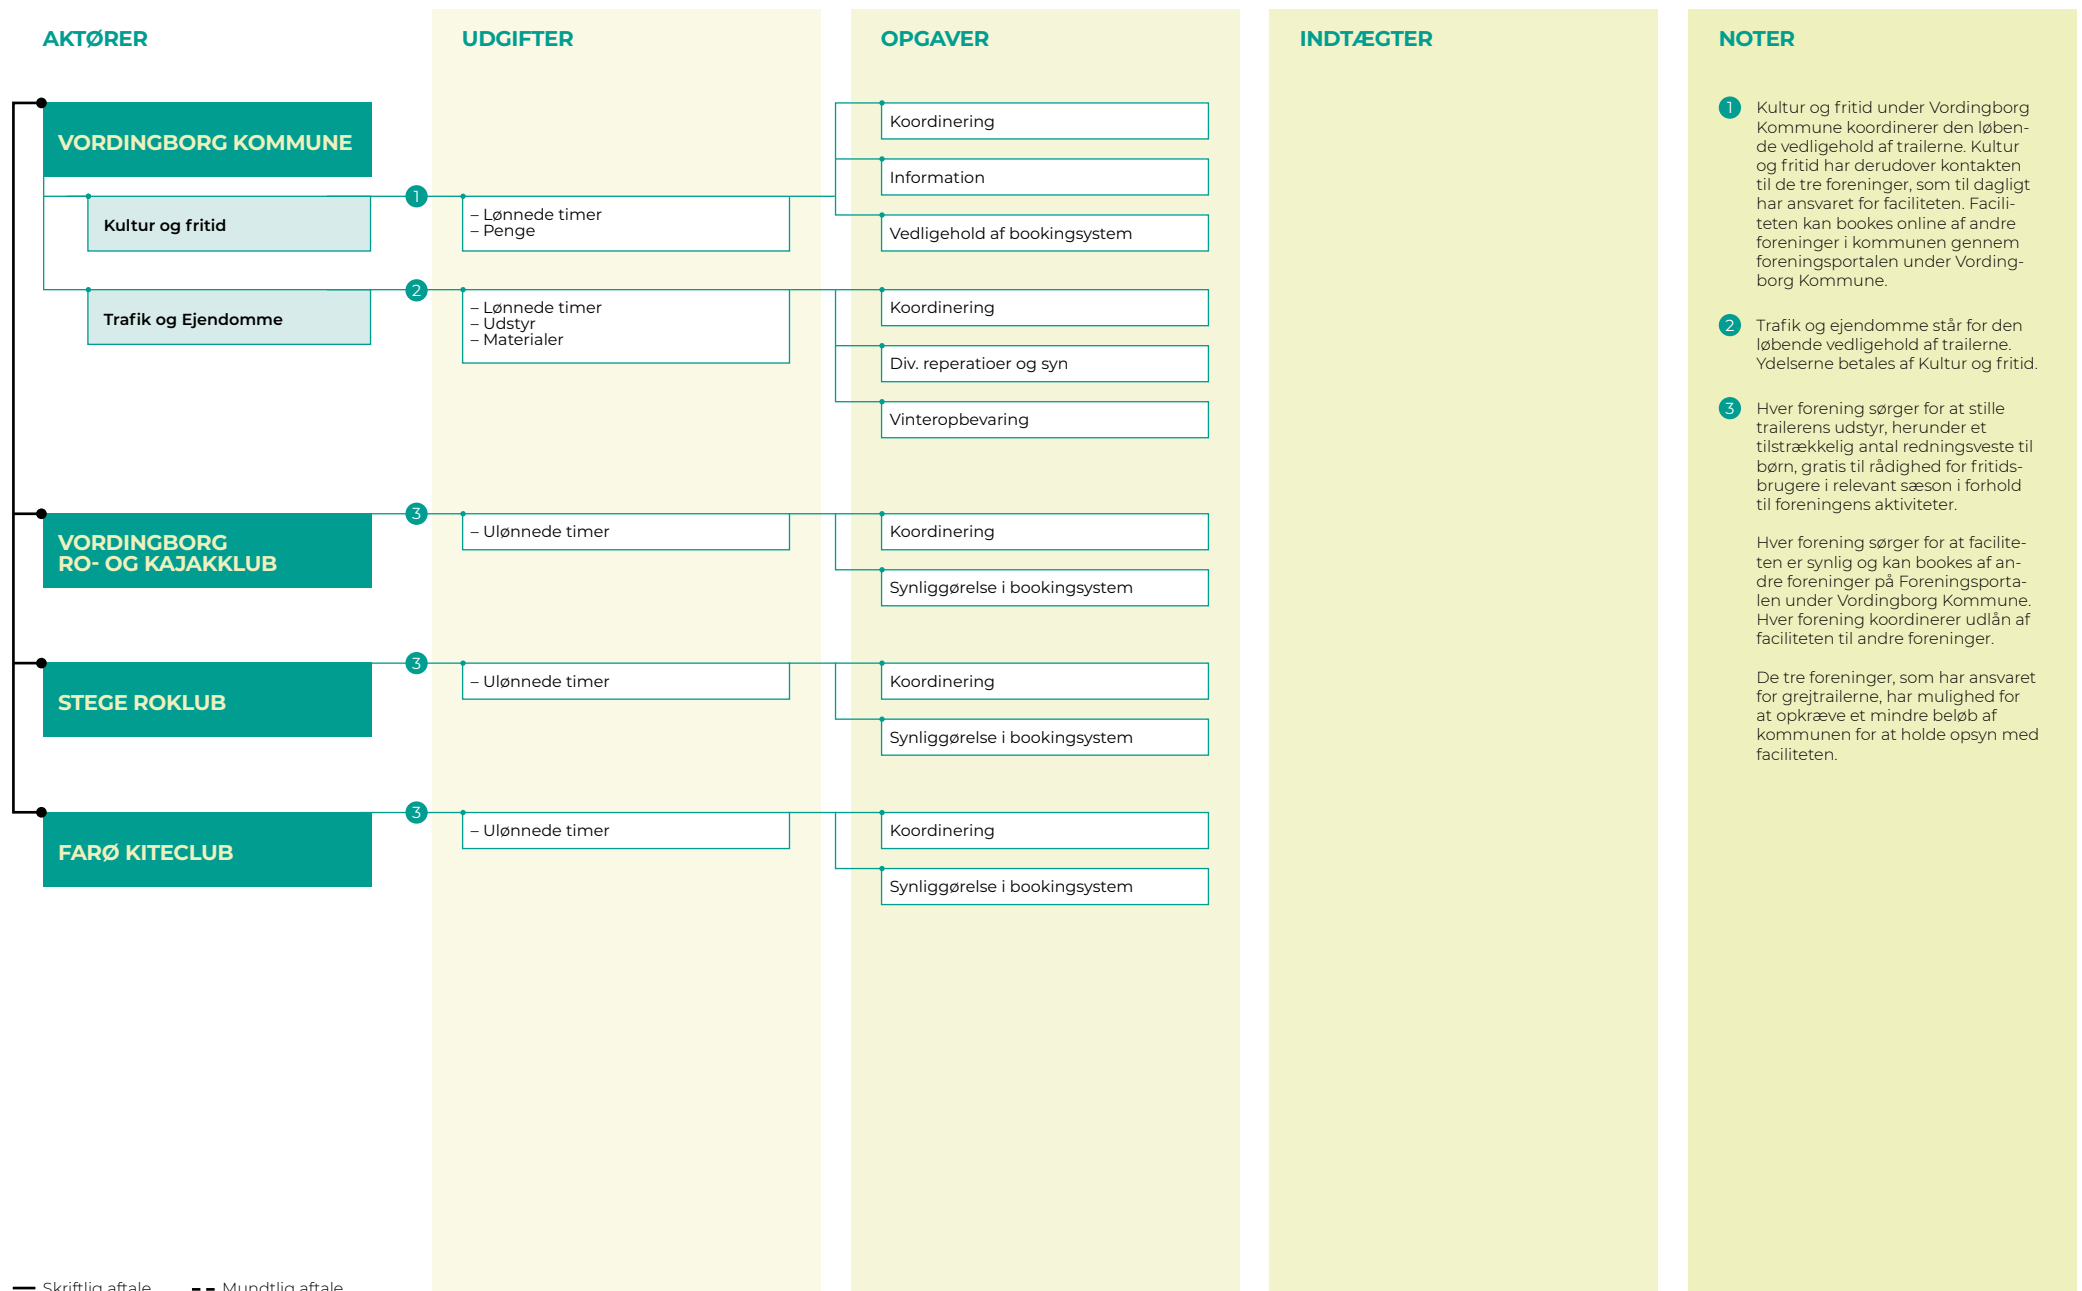 AKTØRER
UDGIFTER
OPGAVER
INDTÆGTER
NOTER
VORDINGBORG KOMMUNE
Kultur og fritid
1
– Lønnede timer
– Penge
Koordinering
Information
Vedligehold af bookingsystem
Trafik og Ejendomme
2
– Lønnede timer
– Udstyr
– Materialer
Koordinering
Div. reperatioer og syn
Vinteropbevaring
VORDINGBORG
RO- OG KAJAKKLUB
3
– Ulønnede timer
Koordinering
Synliggørelse i bookingsystem
STEGE ROKLUB
3
– Ulønnede timer
Koordinering
Synliggørelse i bookingsystem
FARØ KITECLUB
3
– Ulønnede timer
Koordinering
Synliggørelse i bookingsystem
1 Kultur og fritid under Vordingborg
Kommune koordinerer den løben-
de vedligehold af trailerne. Kultur
og fritid har derudover kontakten
til de tre foreninger, som til dagligt
har ansvaret for faciliteten. Facili-
teten kan bookes online af andre
foreninger i kommunen gennem
foreningsportalen under Vording-
borg Kommune.
2 Trafik og ejendomme står for den
løbende vedligehold af trailerne.
Ydelserne betales af Kultur og fritid.
3 Hver forening sørger for at stille
trailerens udstyr, herunder et
tilstrækkelig antal redningsveste til
børn, gratis til rådighed for fritids-
brugere i relevant sæson i forhold
til foreningens aktiviteter.
Hver forening sørger for at facilite-
ten er synlig og kan bookes af an-
dre foreninger på Foreningsporta-
len under Vordingborg Kommune.
Hver forening koordinerer udlån af
faciliteten til andre foreninger.
De tre foreninger, som har ansvaret
for grejtrailerne, har mulighed for
at opkræve et mindre beløb af
kommunen for at holde opsyn med
faciliteten.
Skriftlig aftale
Mundtlig aftale